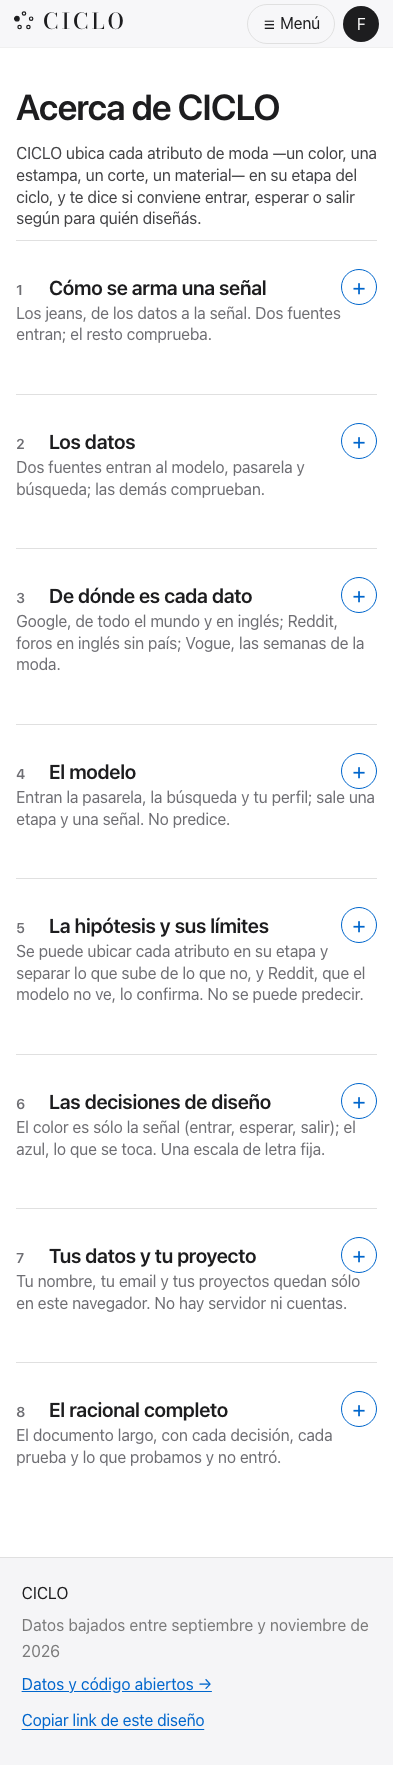 CICLO
≡ Menú
F
Acerca de CICLO
CICLO ubica cada atributo de moda —un color, una
estampa, un corte, un material— en su etapa del
ciclo, y te dice si conviene entrar, esperar o salir
según para quién diseñás.
1 Cómo se arma una señal +
Los jeans, de los datos a la señal. Dos fuentes
entran; el resto comprueba.
2 Los datos +
Dos fuentes entran al modelo, pasarela y
búsqueda; las demás comprueban.
3 De dónde es cada dato +
Google, de todo el mundo y en inglés; Reddit,
foros en inglés sin país; Vogue, las semanas de la
moda.
4 El modelo +
Entran la pasarela, la búsqueda y tu perfil; sale una
etapa y una señal. No predice.
5 La hipótesis y sus límites +
Se puede ubicar cada atributo en su etapa y
separar lo que sube de lo que no, y Reddit, que el
modelo no ve, lo confirma. No se puede predecir.
6 Las decisiones de diseño +
El color es sólo la señal (entrar, esperar, salir); el
azul, lo que se toca. Una escala de letra fija.
7 Tus datos y tu proyecto +
Tu nombre, tu email y tus proyectos quedan sólo
en este navegador. No hay servidor ni cuentas.
8 El racional completo +
El documento largo, con cada decisión, cada
prueba y lo que probamos y no entró.
CICLO
Datos bajados entre septiembre y noviembre de
2026
Datos y código abiertos →
Copiar link de este diseño